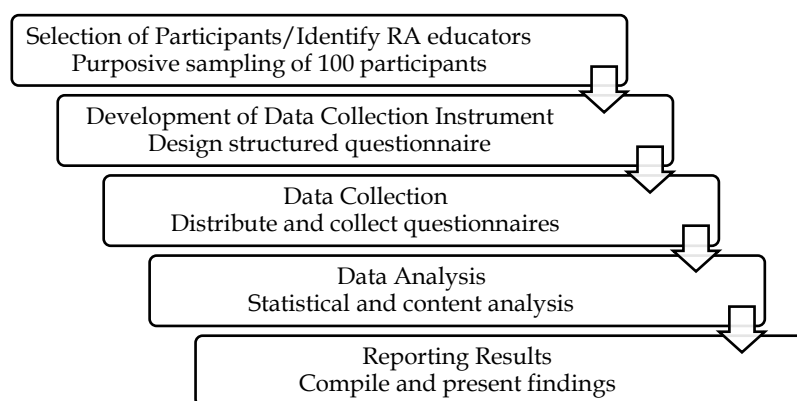 Selection of Participants/Identify RA educators
Purposive sampling of 100 participants
Development of Data Collection Instrument
Design structured questionnaire
Data Collection
Distribute and collect questionnaires
Data Analysis
Statistical and content analysis
Reporting Results
Compile and present findings